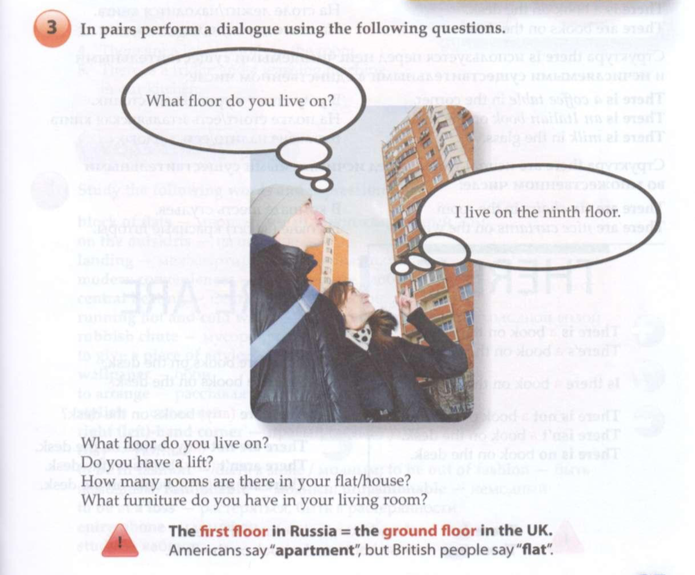 3 In pairs perform a dialogue using the following questions.
What floor do you live on?
I live on the ninth floor.
What floor do you live on?
Do you have a lift?
How many rooms are there in your flat/house?
What furniture do you have in your living room?
! The first floor in Russia = the ground floor in the UK.
Americans say “apartment”, but British people say “flat”.